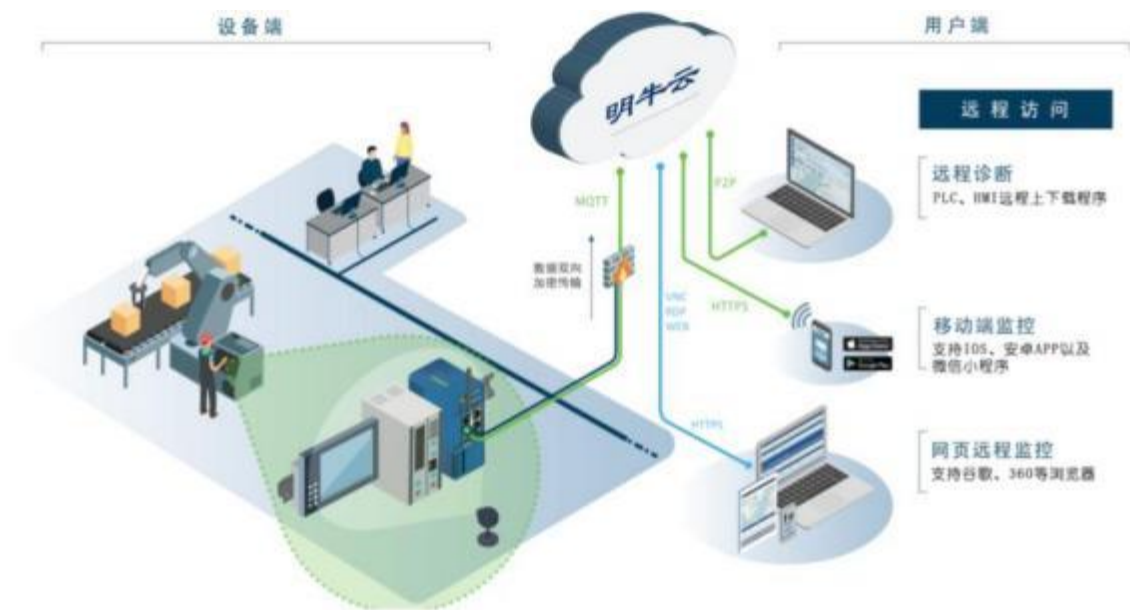 设备端
用户端
明牛云
远程访问
远程诊断
PLC、HMI远程上下载程序
P2P
MQTT
数据双向
加密传输
VNC
RDP
WEB
HTTPS
移动端监控
支持IOS、安卓APP以及
微信小程序
HTTPS
网页远程监控
支持谷歌、360等浏览器